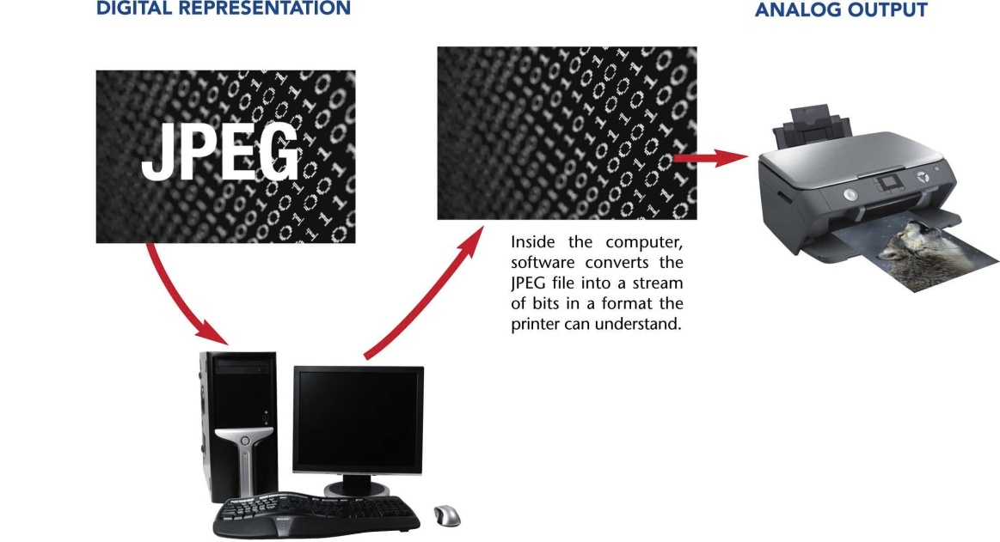 DIGITAL REPRESENTATION
ANALOG OUTPUT
JPEG
Inside the computer,
software converts the
JPEG file into a stream
of bits in a format the
printer can understand.